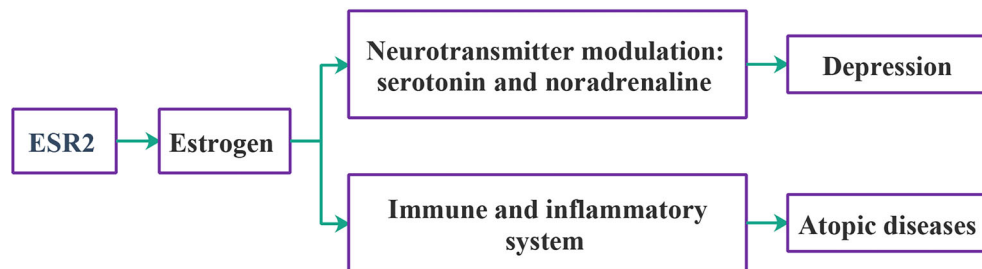 ESR2
Estrogen
Neurotransmitter modulation:
serotonin and noradrenaline
Depression
Immune and inflammatory
system
Atopic diseases